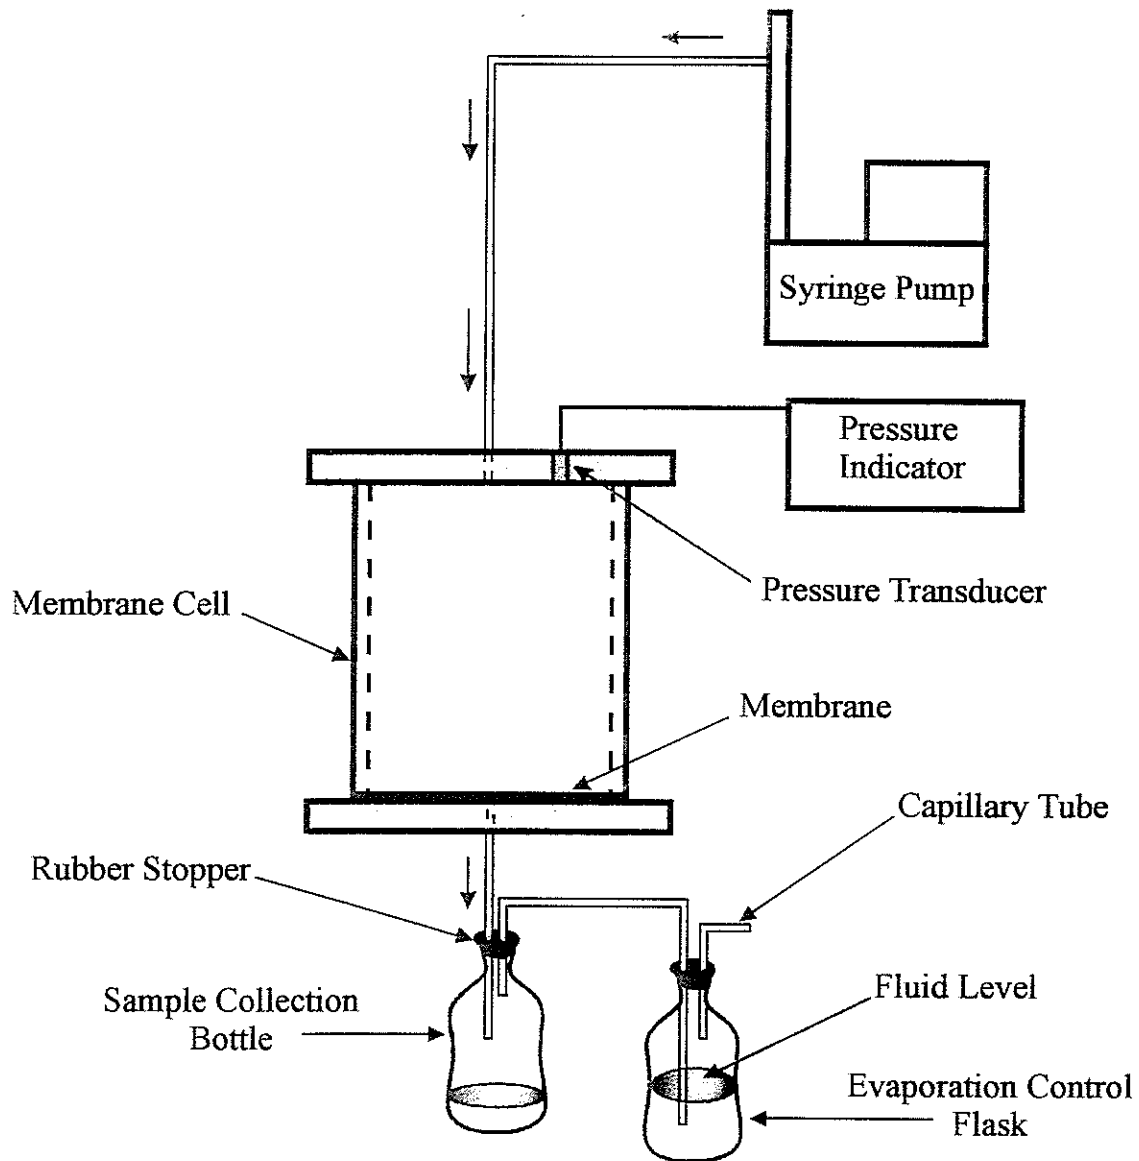 Syringe Pump
Pressure
Indicator
Pressure Transducer
Membrane Cell
Membrane
Capillary Tube
Rubber Stopper
Sample Collection
Bottle
Fluid Level
Evaporation Control
Flask